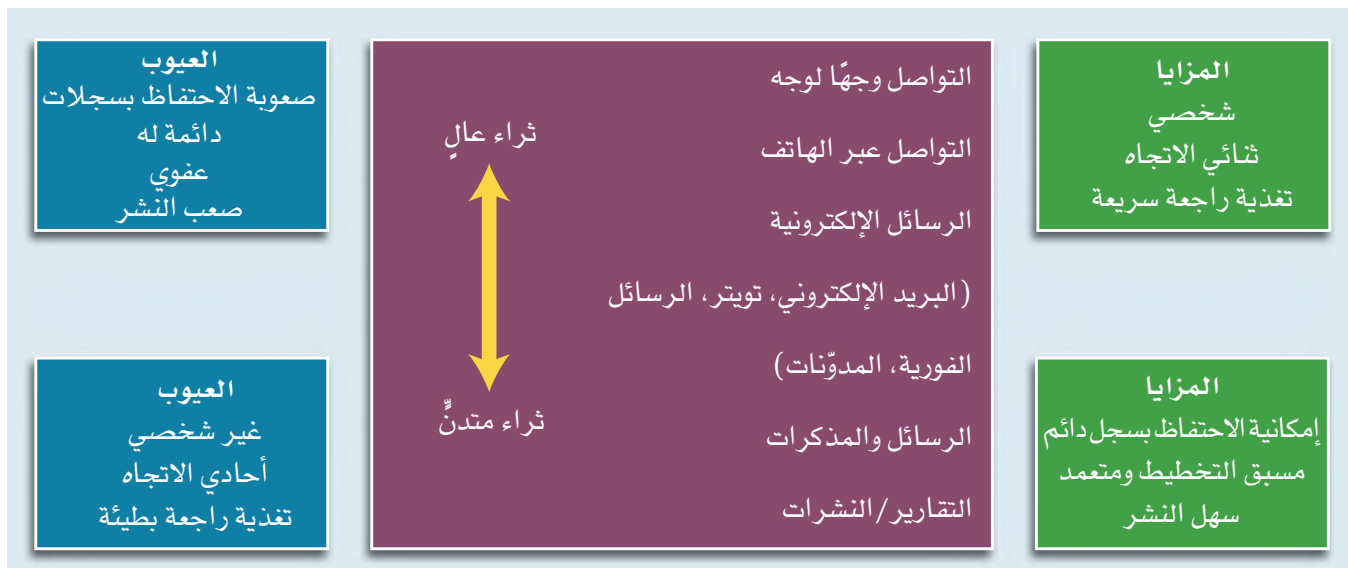 المزايا
شخصي
ثنائي الاتجاه
تغذية راجعة سريعة
المزايا
إمكانية الاحتفاظ بسجل دائم
مسبق التخطيط ومتعمد
سهل النشر
التواصل وجهًا لوجه
التواصل عبر الهاتف
الرسائل الإلكترونية
(البريد الإلكتروني، تويتر، الرسائل
الفورية، المدوّنات)
الرسائل والمذكرات
التقارير/النشرات
ثراء عالٍ
ثراء متدنٍّ
العيوب
صعوبة الاحتفاظ بسجلات
دائمة له
عفوي
صعب النشر
العيوب
غير شخصي
أحادي الاتجاه
تغذية راجعة بطيئة